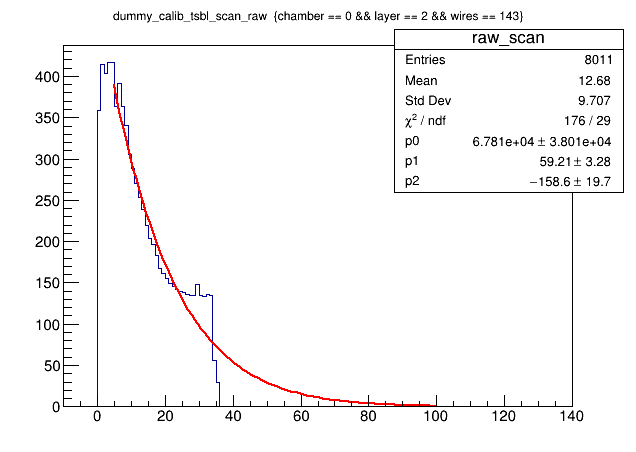 dummy_calib_tsbl_scan_raw {chamber == 0 && layer == 2 && wires == 143}
raw_scan
Entries 8011
Mean 12.68
Std Dev 9.707
χ² / ndf 176 / 29
p0 6.781e+04 ± 3.801e+04
p1 59.21 ± 3.28
p2 −158.6 ± 19.7
400
350
300
250
200
150
100
50
0
0 20 40 60 80 100 120 140